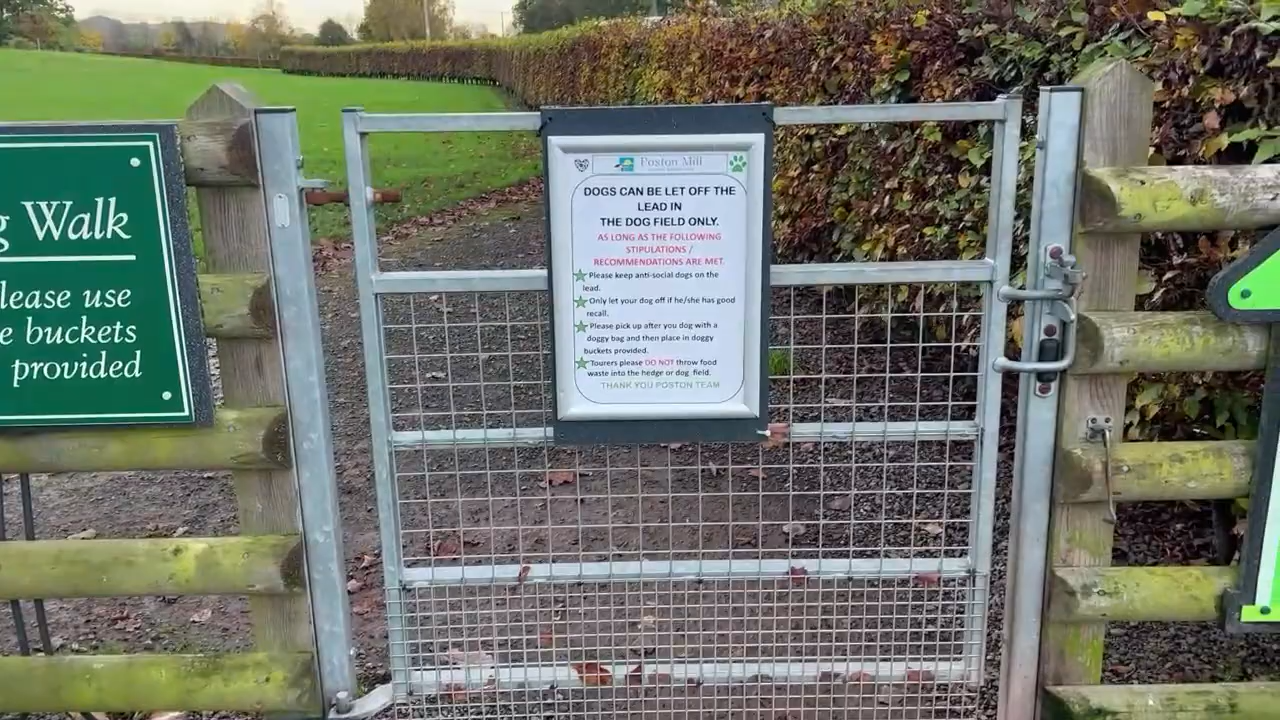 Walk
lease use
e buckets
provided
Poston Mill
DOGS CAN BE LET OFF THE
LEAD IN
THE DOG FIELD ONLY.
AS LONG AS THE FOLLOWING
STIPULATIONS /
RECOMMENDATIONS ARE MET.
Please keep anti-social dogs on the
lead.
Only let your dog off if he/she has good
recall.
Please pick up after you dog with a
doggy bag and then place in doggy
buckets provided.
Tourers please DO NOT throw food
waste into the hedge or dog field.
THANK YOU POSTON TEAM